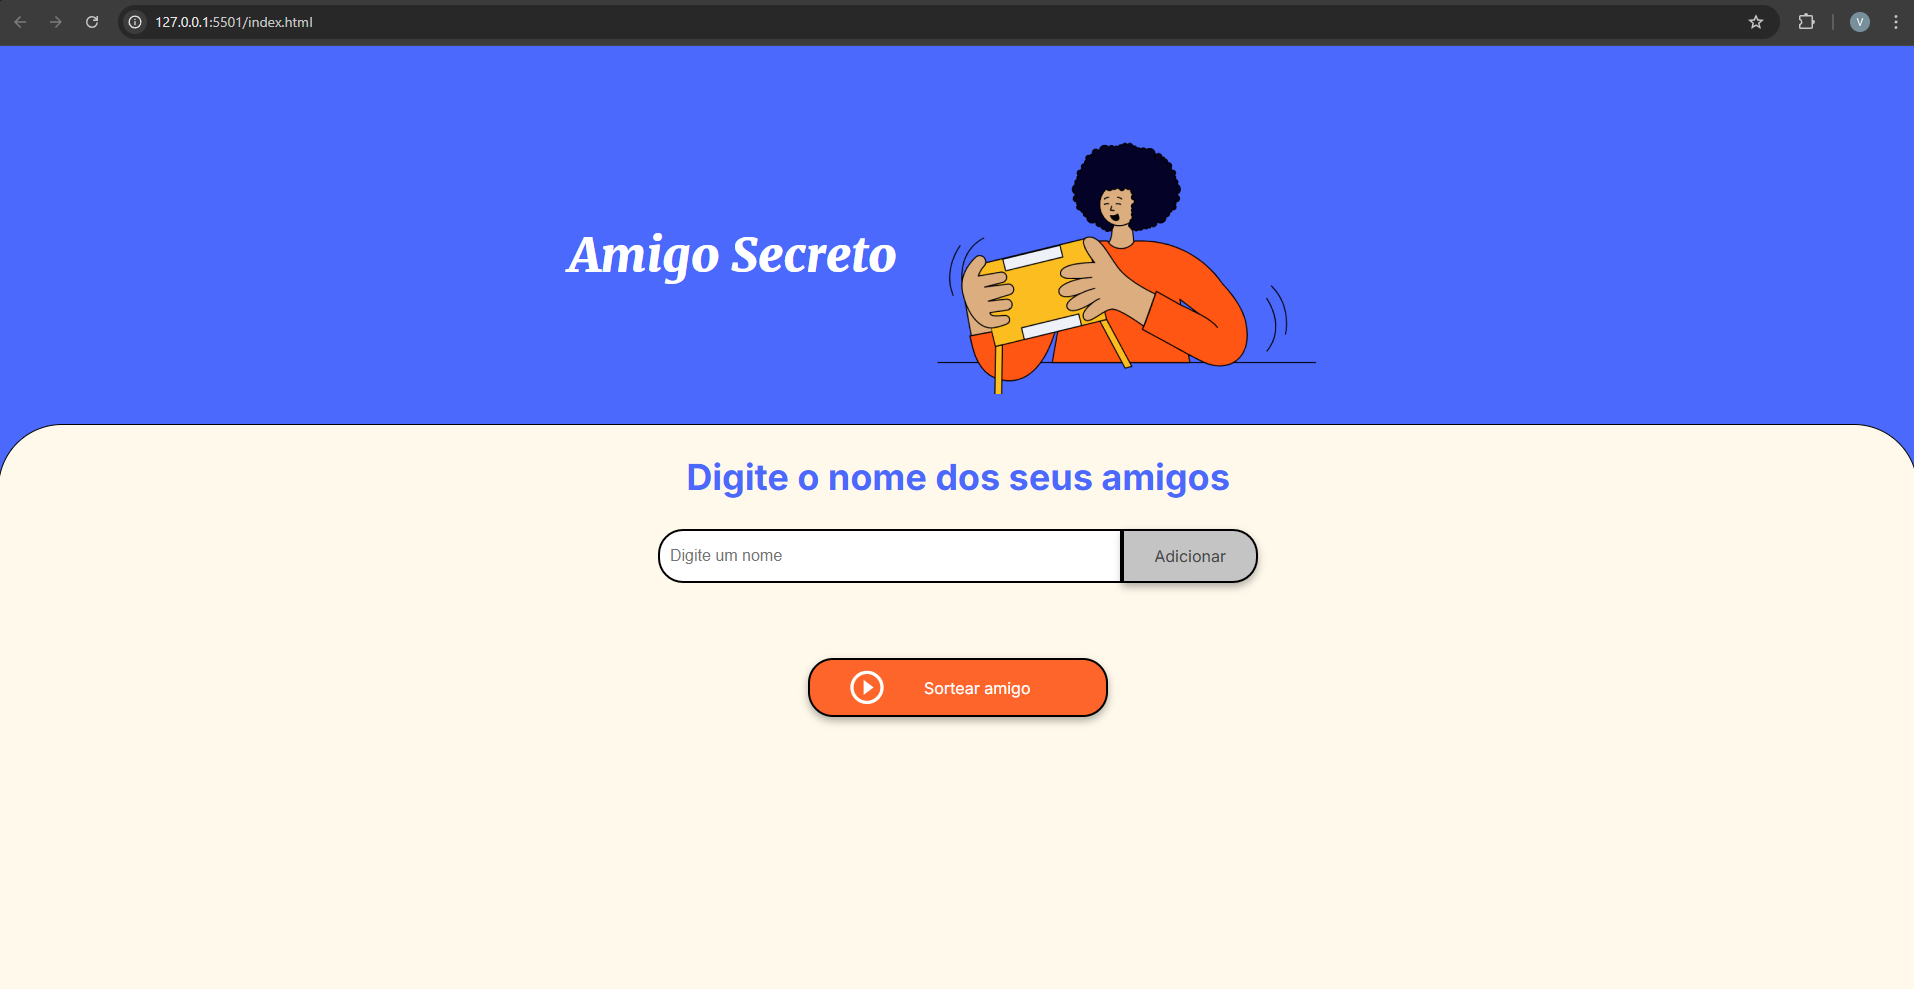 127.0.0.1:5501/index.html
V
Amigo Secreto
Digite o nome dos seus amigos
Digite um nome
Adicionar
Sortear amigo